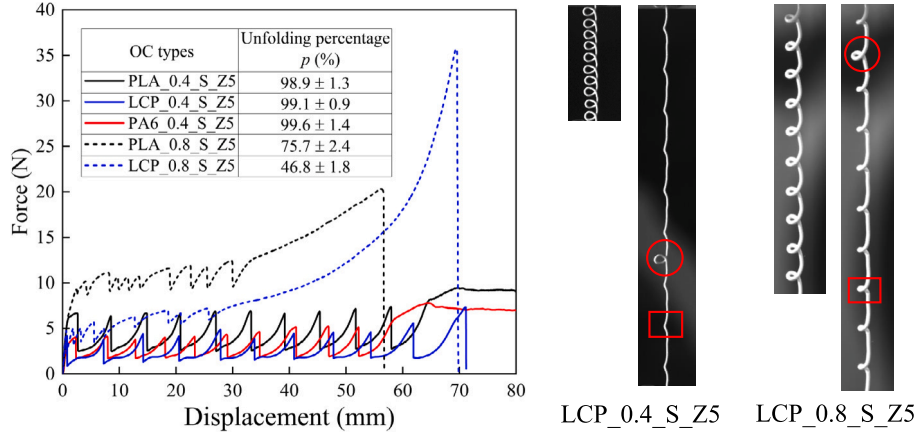 40
35
30
25
20
15
10
5
0
Force (N)
OC types
Unfolding percentage
p (%)
PLA_0.4_S_Z5 98.9 ± 1.3
LCP_0.4_S_Z5 99.1 ± 0.9
PA6_0.4_S_Z5 99.6 ± 1.4
PLA_0.8_S_Z5 75.7 ± 2.4
LCP_0.8_S_Z5 46.8 ± 1.8
0 10 20 30 40 50 60 70 80
Displacement (mm)
LCP_0.4_S_Z5
LCP_0.8_S_Z5